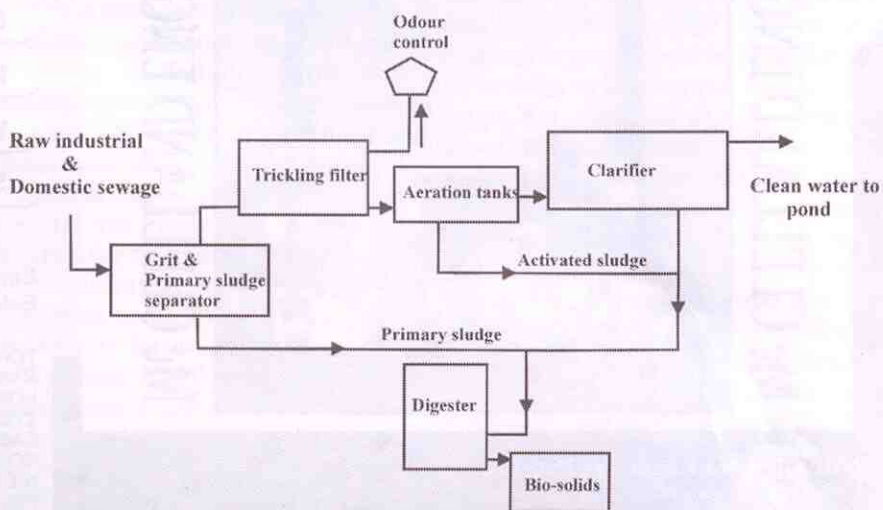 Odour
control
Raw industrial
&
Domestic sewage
Trickling filter
Aeration tanks
Clarifier
Clean water to
pond
Grit &
Primary sludge
separator
Activated sludge
Primary sludge
Digester
Bio-solids